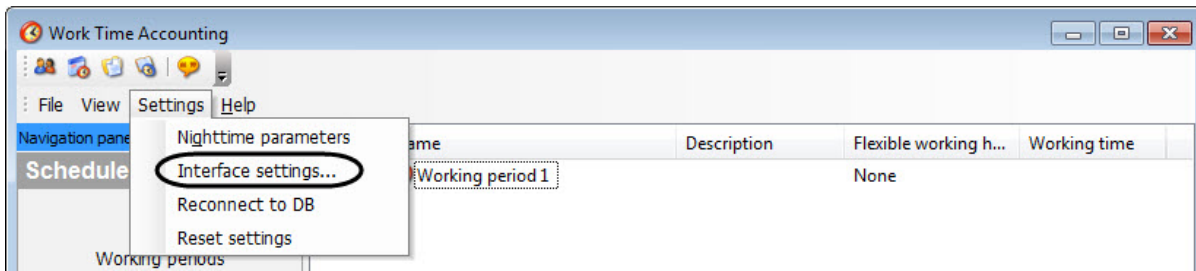 Work Time Accounting
File View Settings Help
Navigation pane
Nighttime parameters
ame Description Flexible working h... Working time
Schedule
Interface settings...
Working period 1 None
Reconnect to DB
Reset settings
Working periods